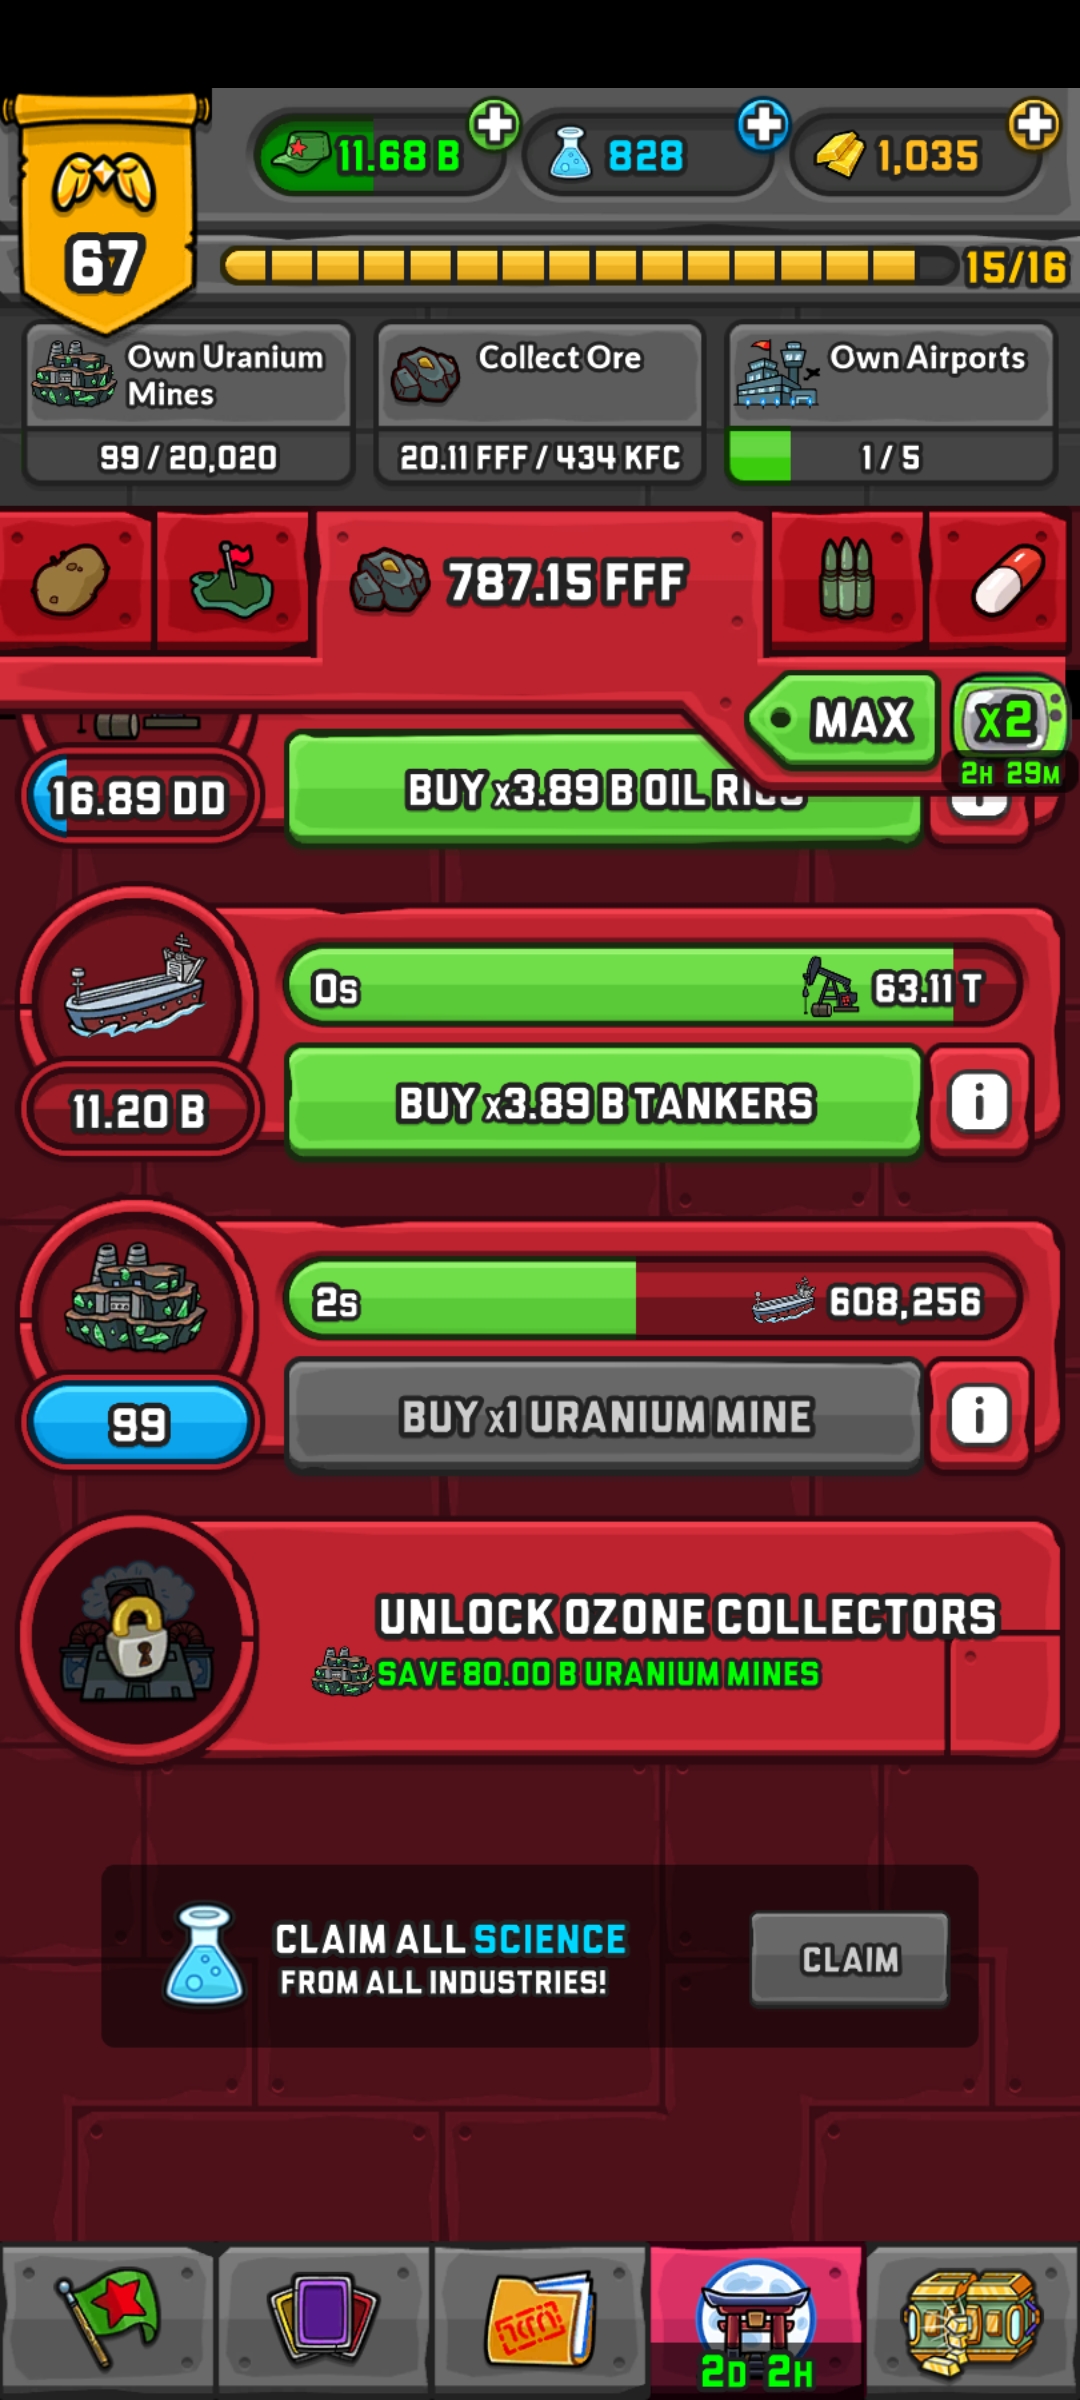 11.68 B
828
1,035
67
15/16
Own Uranium
Mines
99 / 20,020
Collect Ore
20.11 FFF / 434 KFC
Own Airports
1 / 5
787.15 FFF
MAX
x2
2H 29M
16.89 DD
BUY x3.89 B OIL
0s
63.11 T
11.20 B
BUY x3.89 B TANKERS
i
2s
608,256
99
BUY x1 URANIUM MINE
i
UNLOCK OZONE COLLECTORS
SAVE 80.00 B URANIUM MINES
CLAIM ALL SCIENCE
FROM ALL INDUSTRIES!
CLAIM
2D 2H